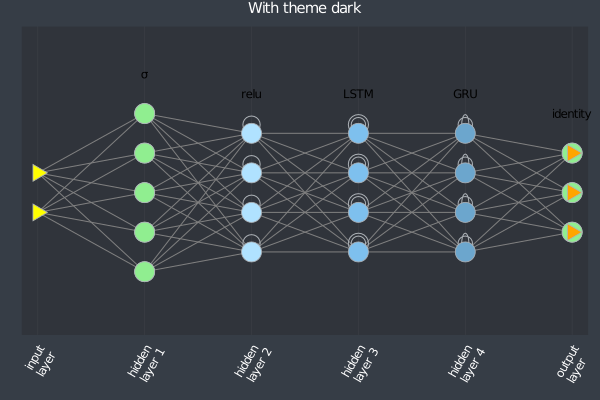 With theme dark
σ
relu
LSTM
GRU
identity
input
layer
hidden
layer 1
hidden
layer 2
hidden
layer 3
hidden
layer 4
output
layer